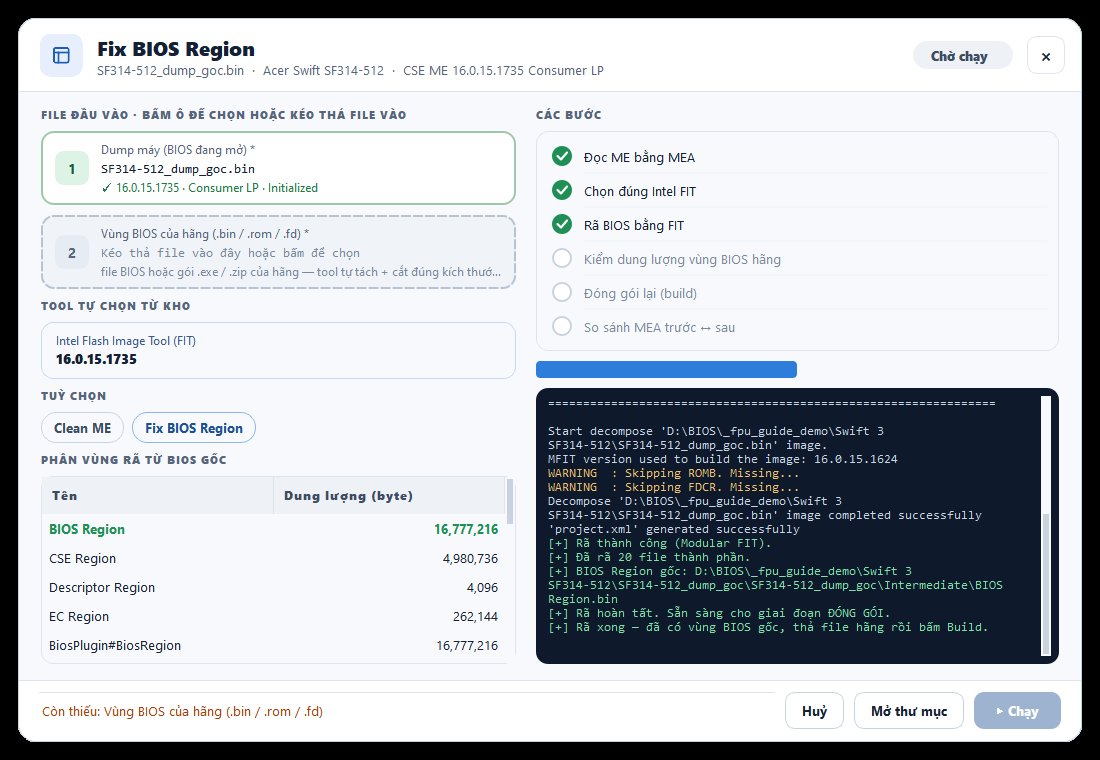 Fix BIOS Region
SF314-512_dump_goc.bin · Acer Swift SF314-512 · CSE ME 16.0.15.1735 Consumer LP
Chờ chạy
×
FILE ĐẦU VÀO · BẤM Ô ĐỂ CHỌN HOẶC KÉO THẢ FILE VÀO
1
Dump máy (BIOS đang mở) *
SF314-512_dump_goc.bin
✓ 16.0.15.1735 · Consumer LP · Initialized
2
Vùng BIOS của hãng (.bin / .rom / .fd) *
Kéo thả file vào đây hoặc bấm để chọn
file BIOS hoặc gói .exe / .zip của hãng — tool tự tách + cắt đúng kích thướ...
TOOL TỰ CHỌN TỪ KHO
Intel Flash Image Tool (FIT)
16.0.15.1735
TUỲ CHỌN
Clean ME
Fix BIOS Region
PHÂN VÙNG RÃ TỪ BIOS GỐC
Tên Dung lượng (byte)
BIOS Region 16,777,216
CSE Region 4,980,736
Descriptor Region 4,096
EC Region 262,144
BiosPlugin#BiosRegion 16,777,216
CÁC BƯỚC
Đọc ME bằng MEA
Chọn đúng Intel FIT
Rã BIOS bằng FIT
Kiểm dung lượng vùng BIOS hãng
Đóng gói lại (build)
So sánh MEA trước ↔ sau
================================================================
Start decompose 'D:\BIOS\_fpu_guide_demo\Swift 3
SF314-512\SF314-512_dump_goc.bin' image.
MFIT version used to build the image: 16.0.15.1624
WARNING  : Skipping ROMB. Missing...
WARNING  : Skipping FDCR. Missing...
Decompose 'D:\BIOS\_fpu_guide_demo\Swift 3
SF314-512\SF314-512_dump_goc.bin' image completed successfully
'project.xml' generated successfully
[+] Rã thành công (Modular FIT).
[+] Đã rã 20 file thành phần.
[+] BIOS Region gốc: D:\BIOS\_fpu_guide_demo\Swift 3
SF314-512\SF314-512_dump_goc\SF314-512_dump_goc\Intermediate\BIOS
Region.bin
[+] Rã hoàn tất. Sẵn sàng cho giai đoạn ĐÓNG GÓI.
[+] Rã xong — đã có vùng BIOS gốc, thả file hãng rồi bấm Build.
Còn thiếu: Vùng BIOS của hãng (.bin / .rom / .fd)
Huỷ
Mở thư mục
Chạy